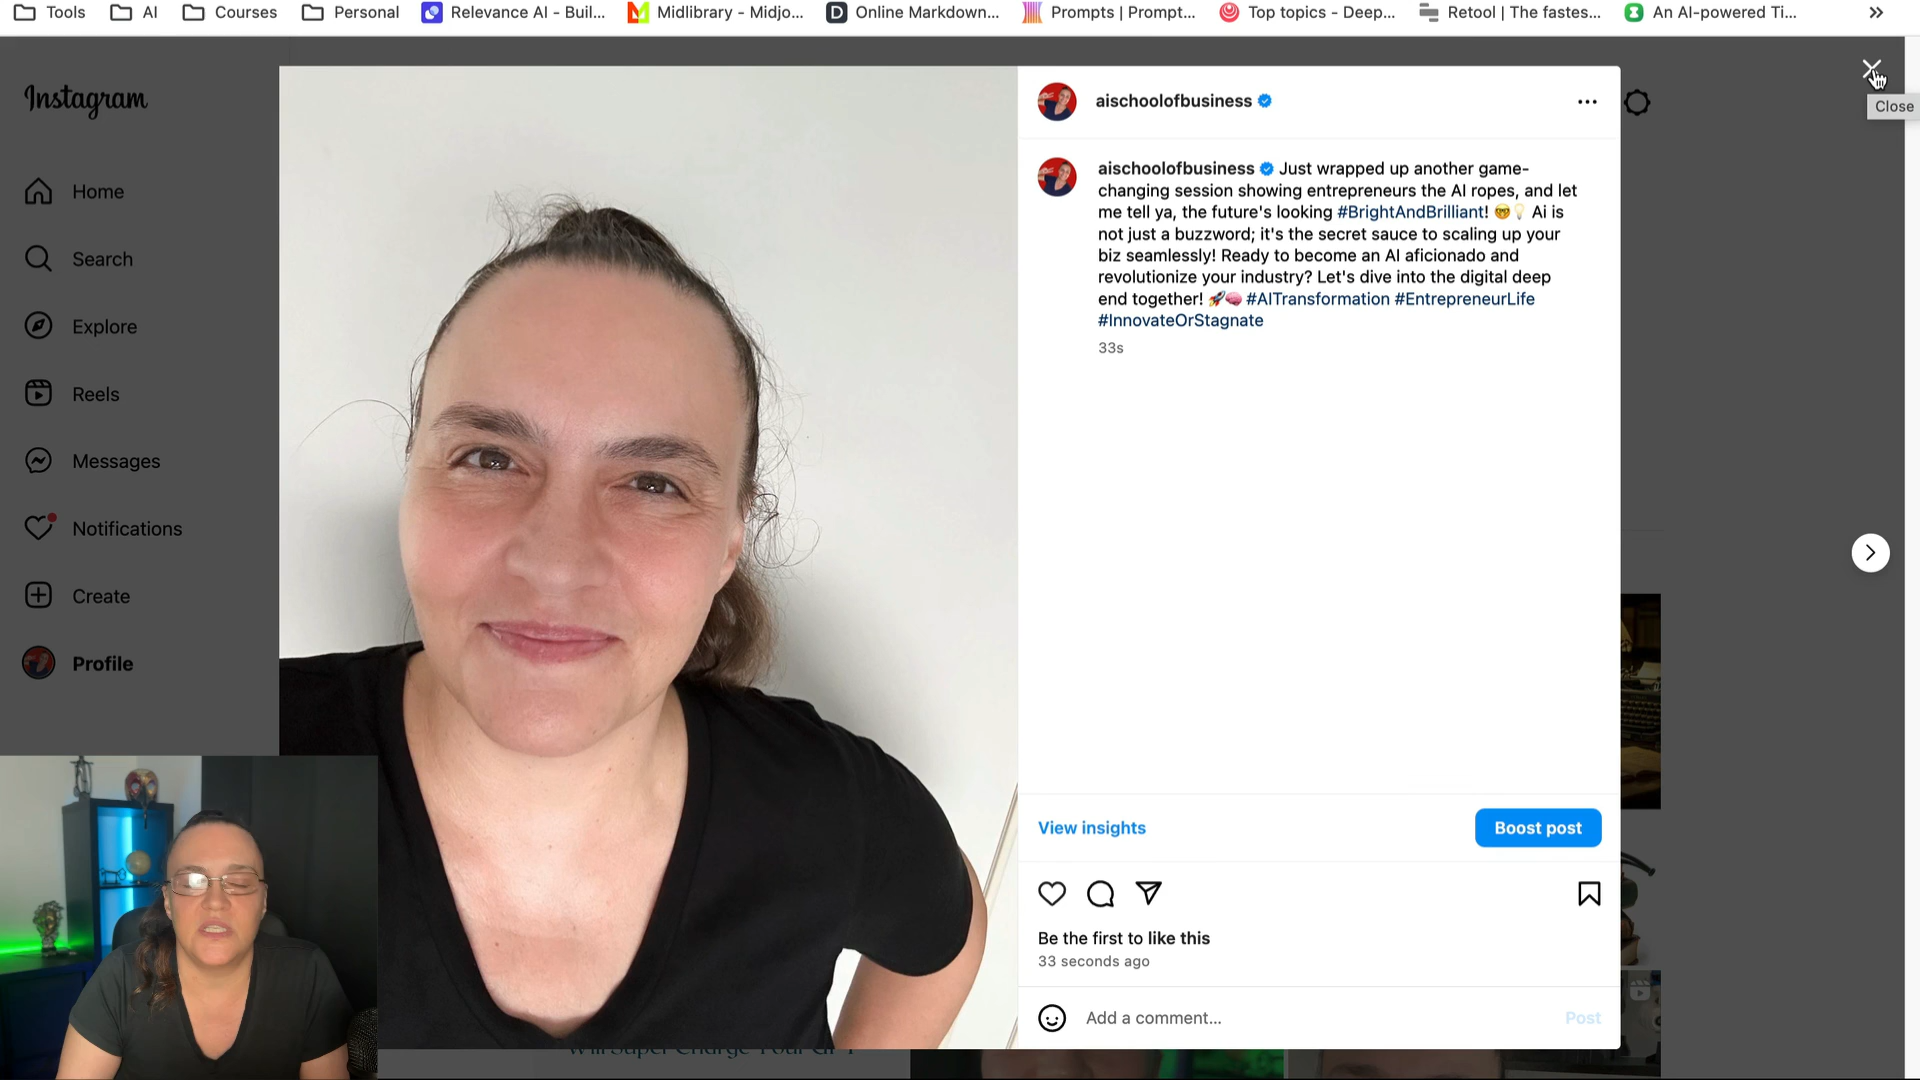 Tools AI Courses Personal Relevance AI - Buil... Midlibrary - Midjo... Online Markdown... Prompts | Prompt... Top topics - Deep... Retool | The fastes... An AI-powered Ti...
Instagram
Home
Search
Explore
Reels
Messages
Notifications
Create
Profile
Close
aischoolofbusiness
aischoolofbusiness Just wrapped up another game-
changing session showing entrepreneurs the AI ropes, and let
me tell ya, the future's looking #BrightAndBrilliant! 🤓💡 Ai is
not just a buzzword; it's the secret sauce to scaling up your
biz seamlessly! Ready to become an AI aficionado and
revolutionize your industry? Let's dive into the digital deep
end together! 🚀🧠 #AITransformation #EntrepreneurLife
#InnovateOrStagnate
33s
View insights
Boost post
Be the first to like this
33 seconds ago
Add a comment...
Post